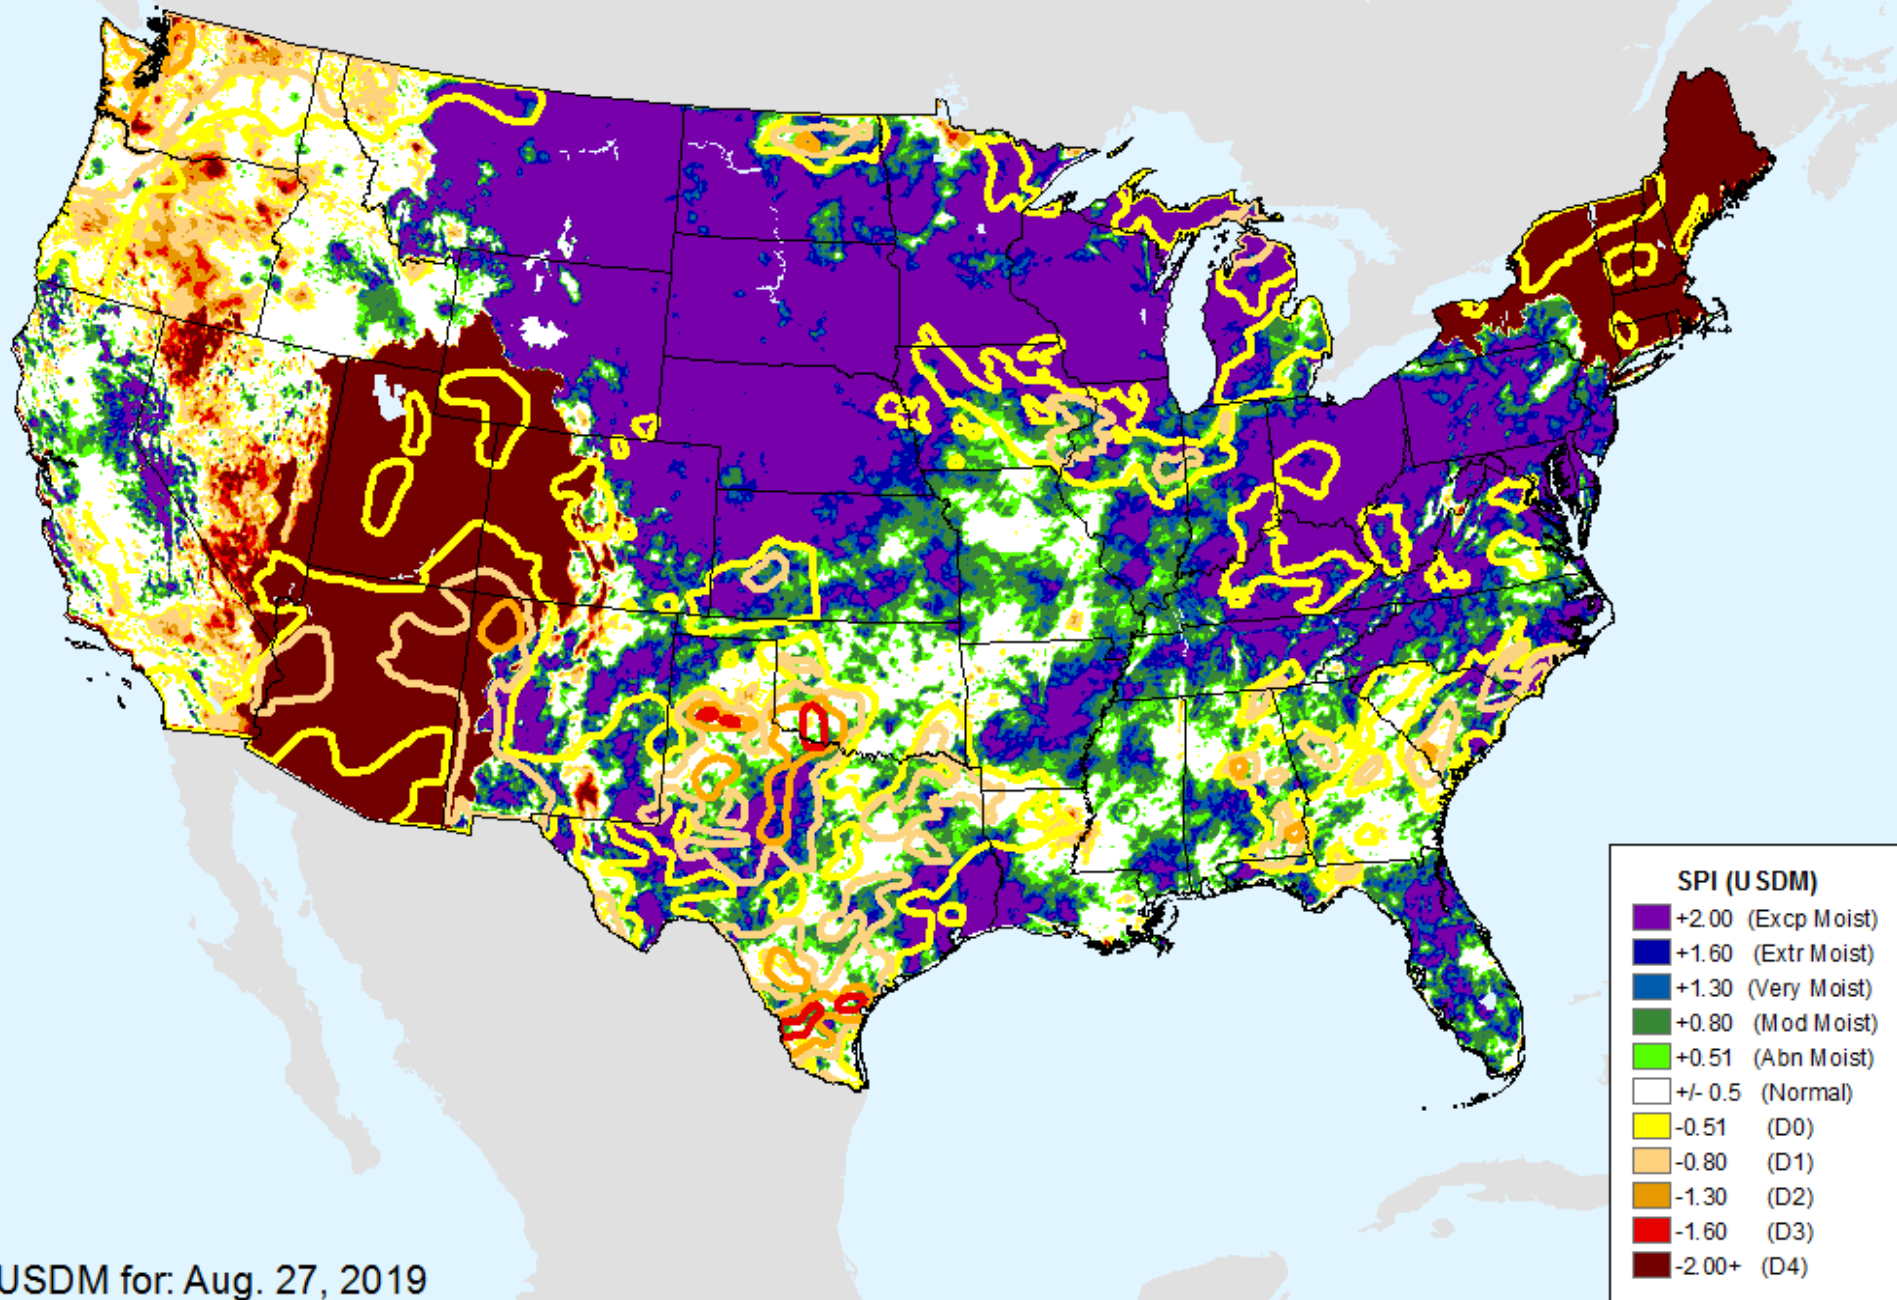 SPI (USDM)
+2.00 (Excp Moist)
+1.60 (Extr Moist)
+1.30 (Very Moist)
+0.80 (Mod Moist)
+0.51 (Abn Moist)
+/- 0.5 (Normal)
-0.51 (D0)
-0.80 (D1)
-1.30 (D2)
-1.60 (D3)
-2.00+ (D4)
USDM for: Aug. 27, 2019